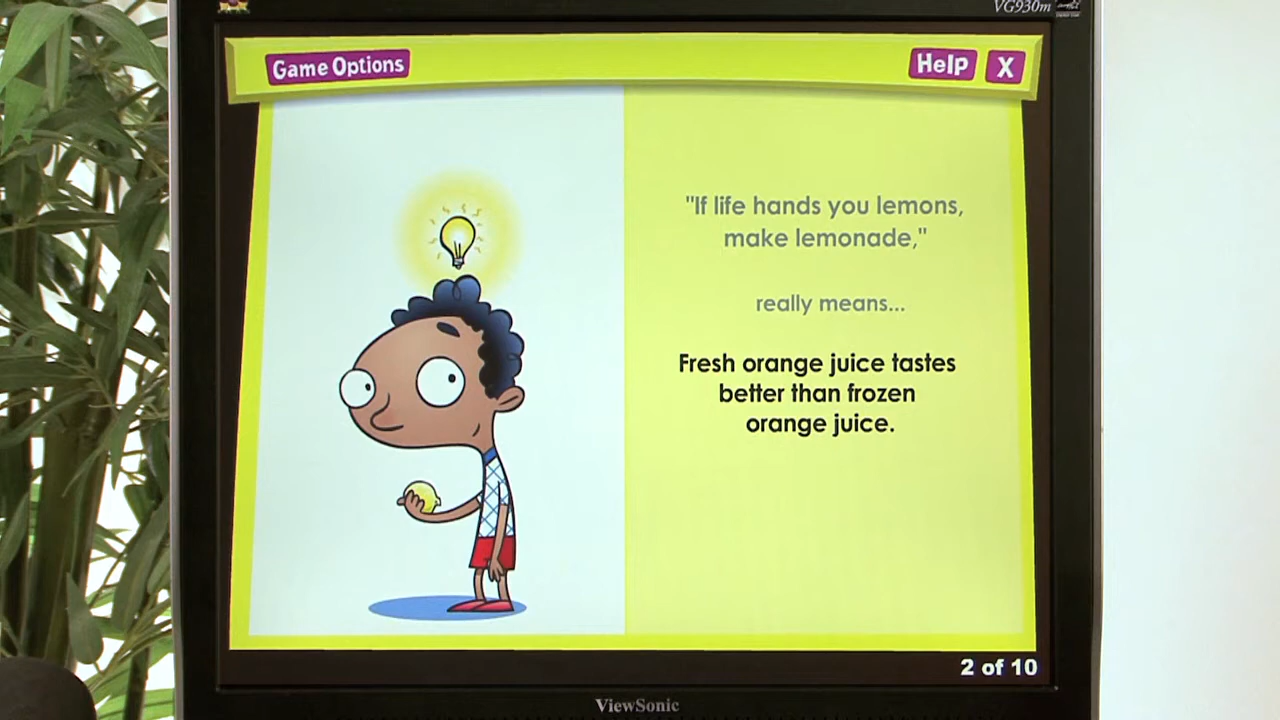 VG930m
Game Options
Help
X
"If life hands you lemons,
make lemonade,"
really means...
Fresh orange juice tastes
better than frozen
orange juice.
2 of 10
ViewSonic